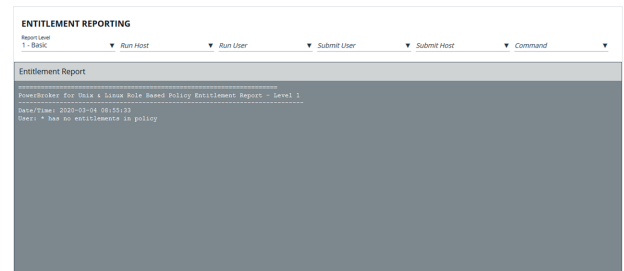 ENTITLEMENT REPORTING
Report Level
1 - Basic Run Host Run User Submit User Submit Host Command
Entitlement Report
================================================================================
PowerBroker for Unix & Linux Role Based Policy Entitlement Report - Level 1
--------------------------------------------------------------------------------
Date/Time: 2020-03-04 08:55:33
User: * has no entitlements in policy